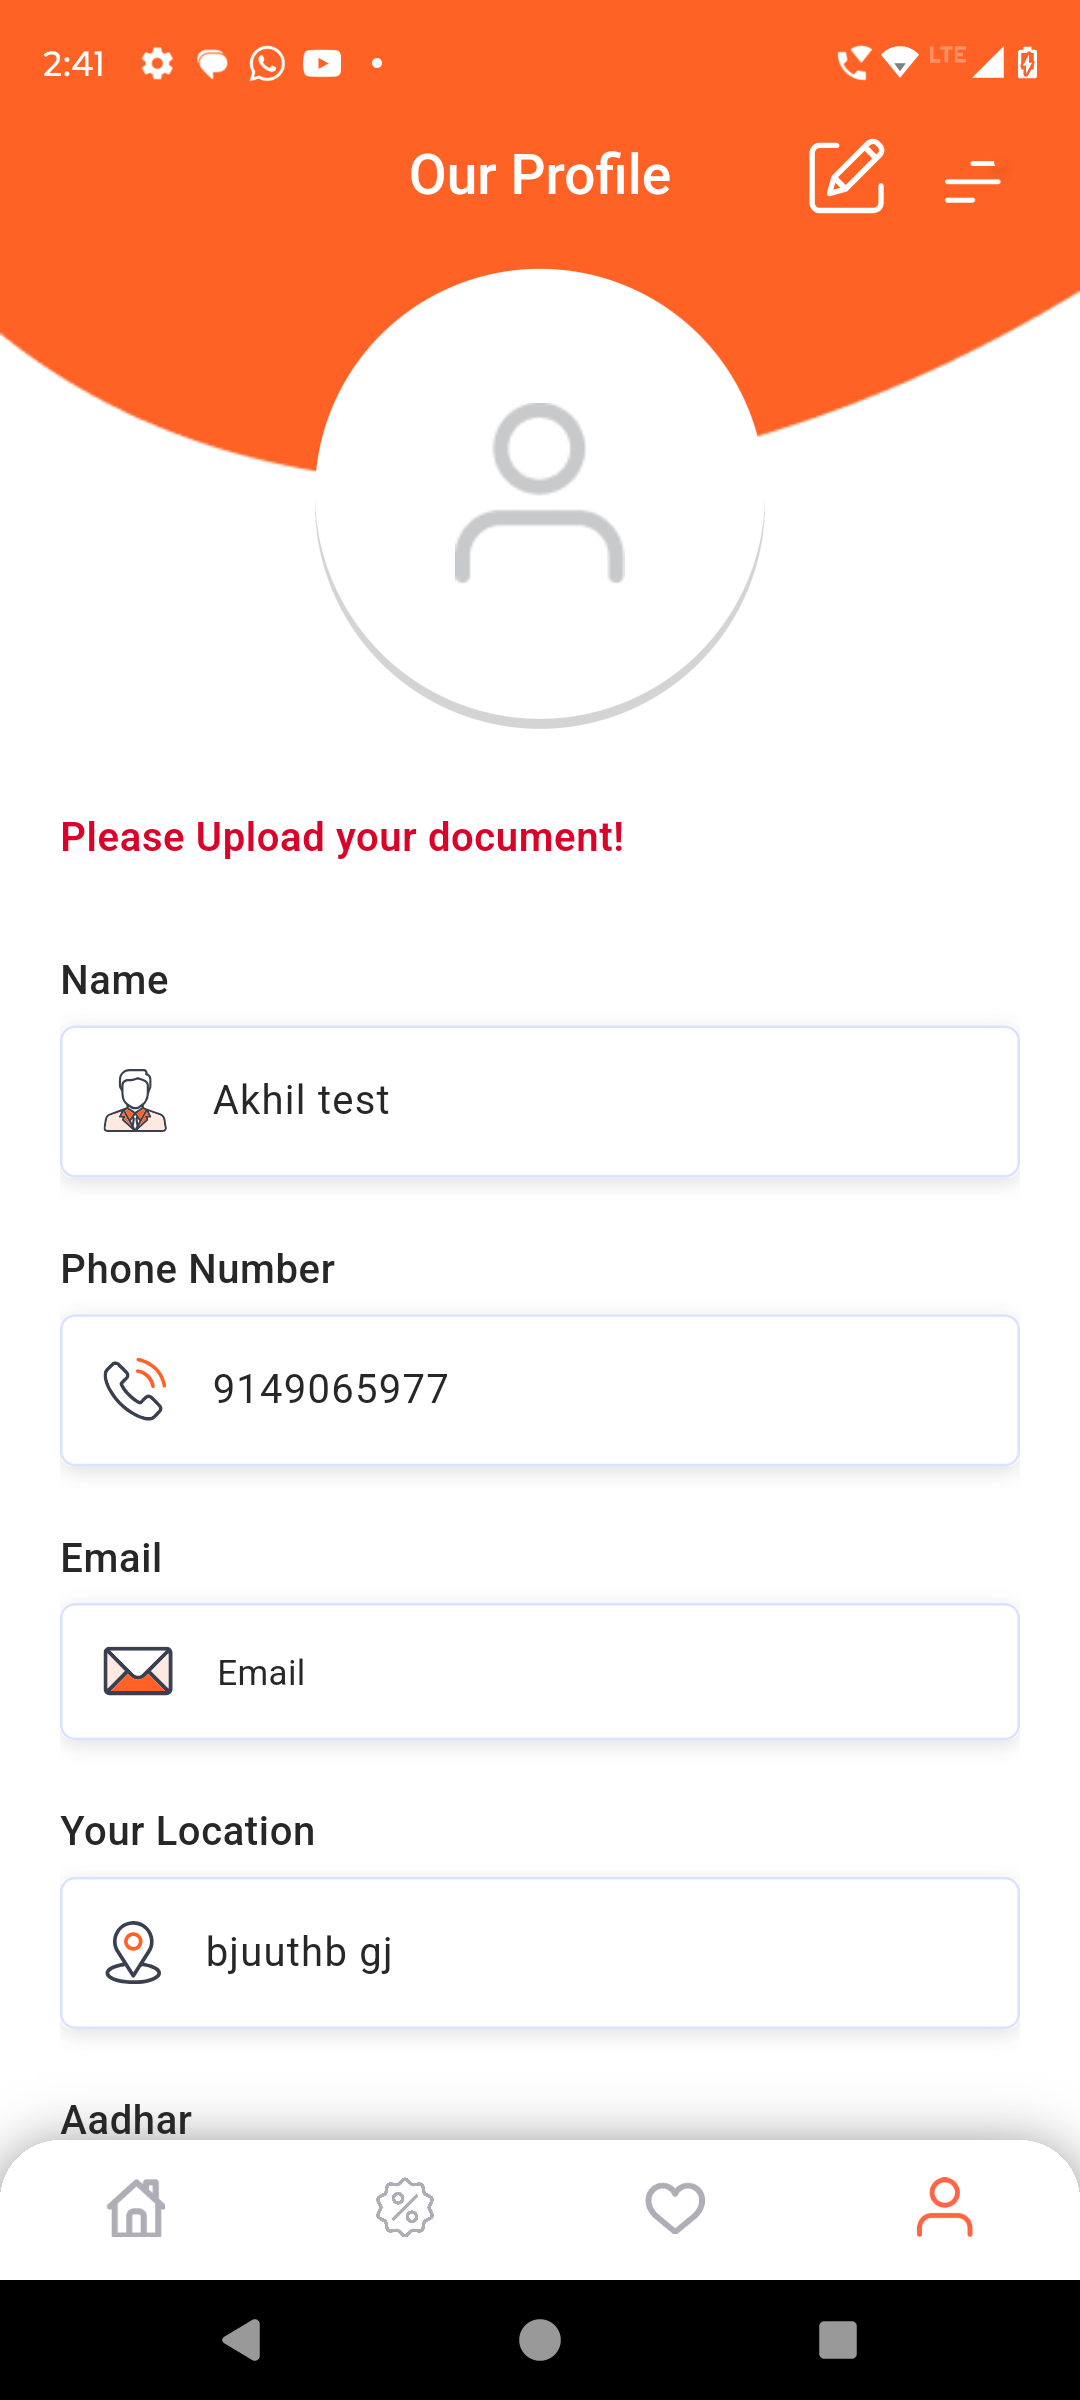 2:41
LTE
Our Profile
Please Upload your document!
Name
Akhil test
Phone Number
9149065977
Email
Email
Your Location
bjuuthb gj
Aadhar